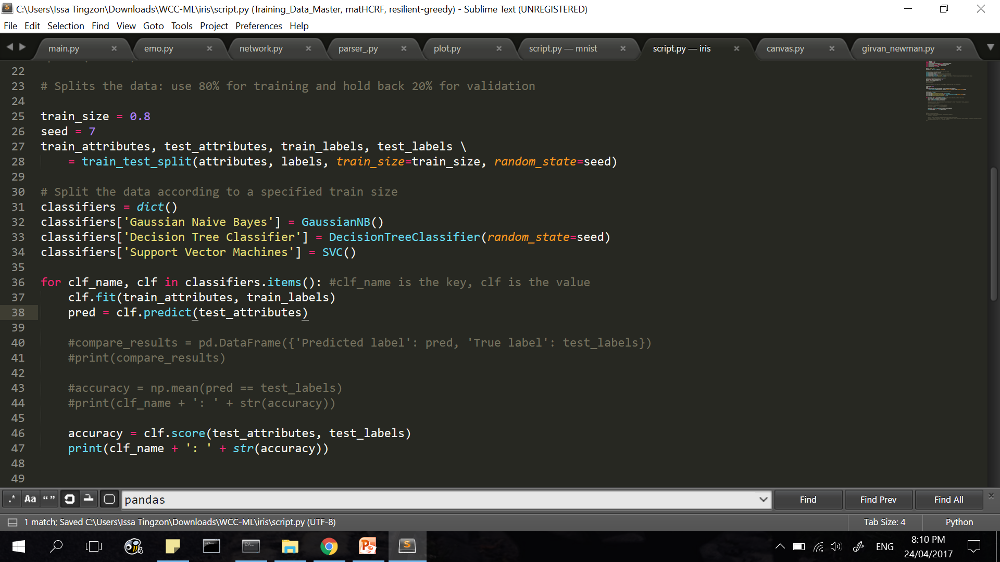 C:\Users\Issa Tingzon\Downloads\WCC-ML\iris\script.py (Training_Data_Master, matHCRF, resilient-greedy) - Sublime Text (UNREGISTERED)
File Edit Selection Find View Goto Tools Project Preferences Help
main.py × emo.py × network.py × parser_.py × plot.py × script.py — mnist × script.py — iris × canvas.py × girvan_newman.py ×
22
23 # Splits the data: use 80% for training and hold back 20% for validation
24
25 train_size = 0.8
26 seed = 7
27 train_attributes, test_attributes, train_labels, test_labels \
28     = train_test_split(attributes, labels, train_size=train_size, random_state=seed)
29
30 # Split the data according to a specified train size
31 classifiers = dict()
32 classifiers['Gaussian Naive Bayes'] = GaussianNB()
33 classifiers['Decision Tree Classifier'] = DecisionTreeClassifier(random_state=seed)
34 classifiers['Support Vector Machines'] = SVC()
35
36 for clf_name, clf in classifiers.items(): #clf_name is the key, clf is the value
37     clf.fit(train_attributes, train_labels)
38     pred = clf.predict(test_attributes)
39
40     #compare_results = pd.DataFrame({'Predicted label': pred, 'True label': test_labels})
41     #print(compare_results)
42
43     #accuracy = np.mean(pred == test_labels)
44     #print(clf_name + ': ' + str(accuracy))
45
46     accuracy = clf.score(test_attributes, test_labels)
47     print(clf_name + ': ' + str(accuracy))
48
49
.* Aa “ ” pandas Find Find Prev Find All
1 match; Saved C:\Users\Issa Tingzon\Downloads\WCC-ML\iris\script.py (UTF-8) Tab Size: 4 Python
ENG 8:10 PM
24/04/2017